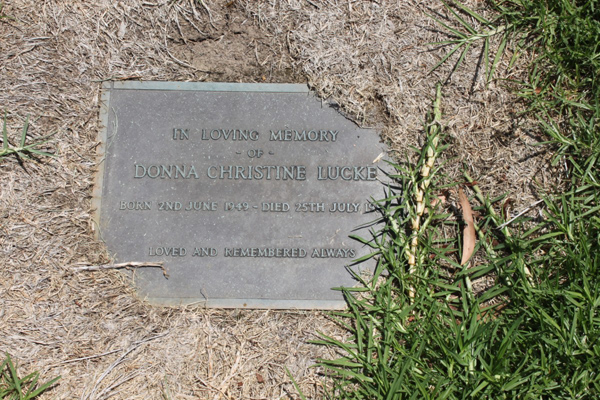 IN LOVING MEMORY
- OF -
DONNA CHRISTINE LUCKE
BORN 2ND JUNE 1949 - DIED 25TH JULY
LOVED AND REMEMBERED ALWAYS